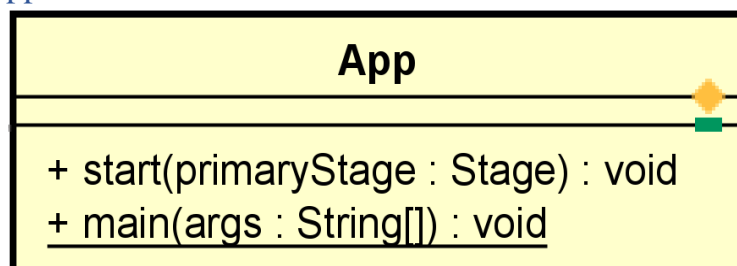 App
+ start(primaryStage : Stage) : void
+ main(args : String[]) : void